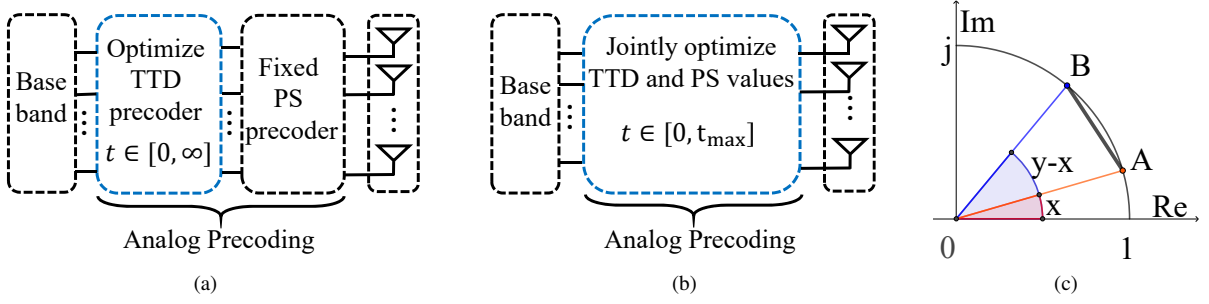 Base
band
Optimize
TTD
precoder
t ∈ [0, ∞]
Fixed
PS
precoder
Analog Precoding
(a)
Base
band
Jointly optimize
TTD and PS values
t ∈ [0, t_max]
Analog Precoding
(b)
Im
j
B
A
y-x
x
Re
0
1
(c)